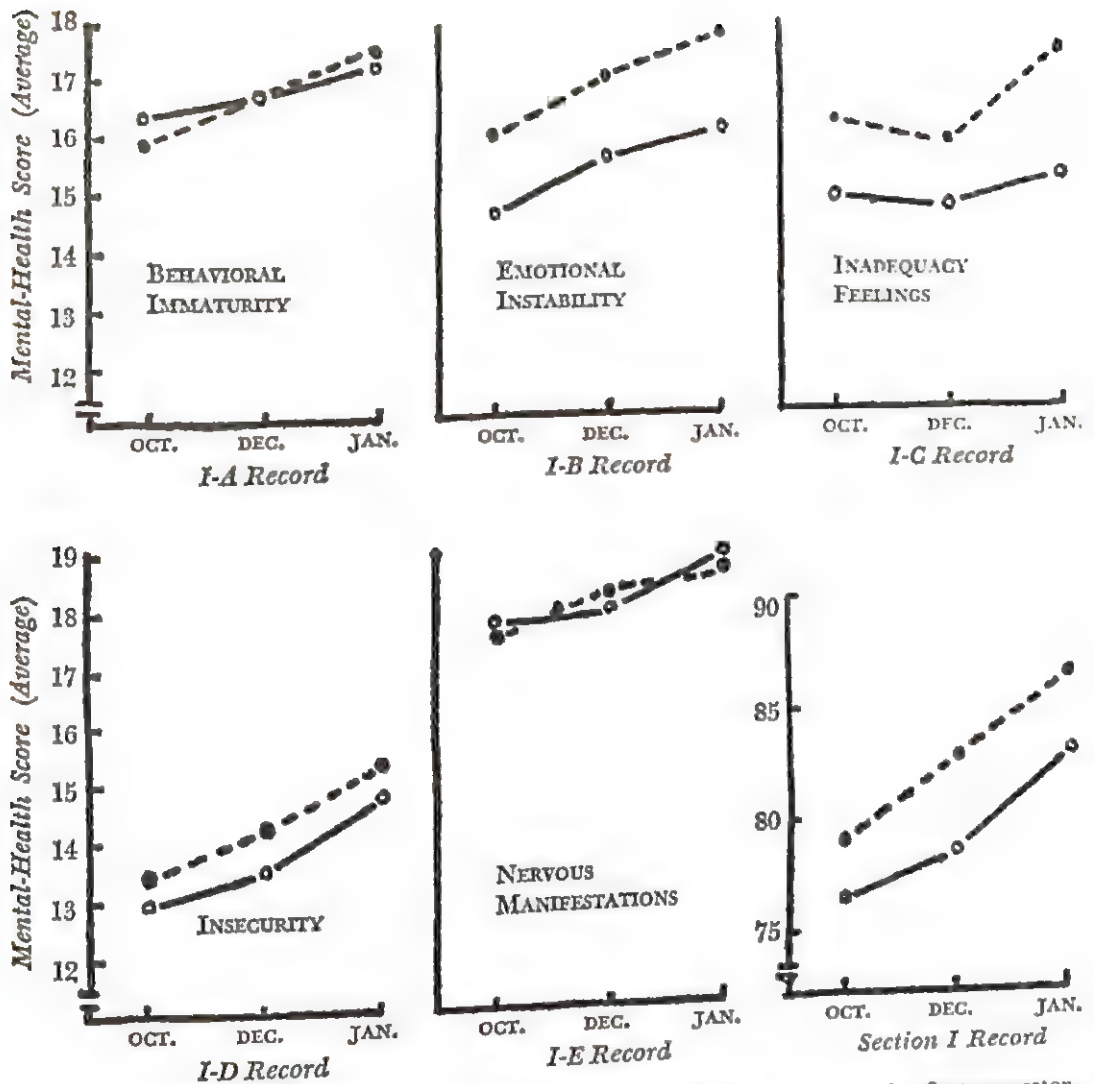 Mental-Health Score (Average)
18
17
16
15
14
13
12
BEHAVIORAL
IMMATURITY
OCT.
DEC.
JAN.
I-A Record
EMOTIONAL
INSTABILITY
OCT.
DEC.
JAN.
I-B Record
INADEQUACY
FEELINGS
OCT.
DEC.
JAN.
I-C Record
Mental-Health Score (Average)
19
18
17
16
15
14
13
12
INSECURITY
OCT.
DEC.
JAN.
I-D Record
NERVOUS
MANIFESTATIONS
OCT.
DEC.
JAN.
I-E Record
90
85
80
75
OCT.
DEC.
JAN.
Section I Record